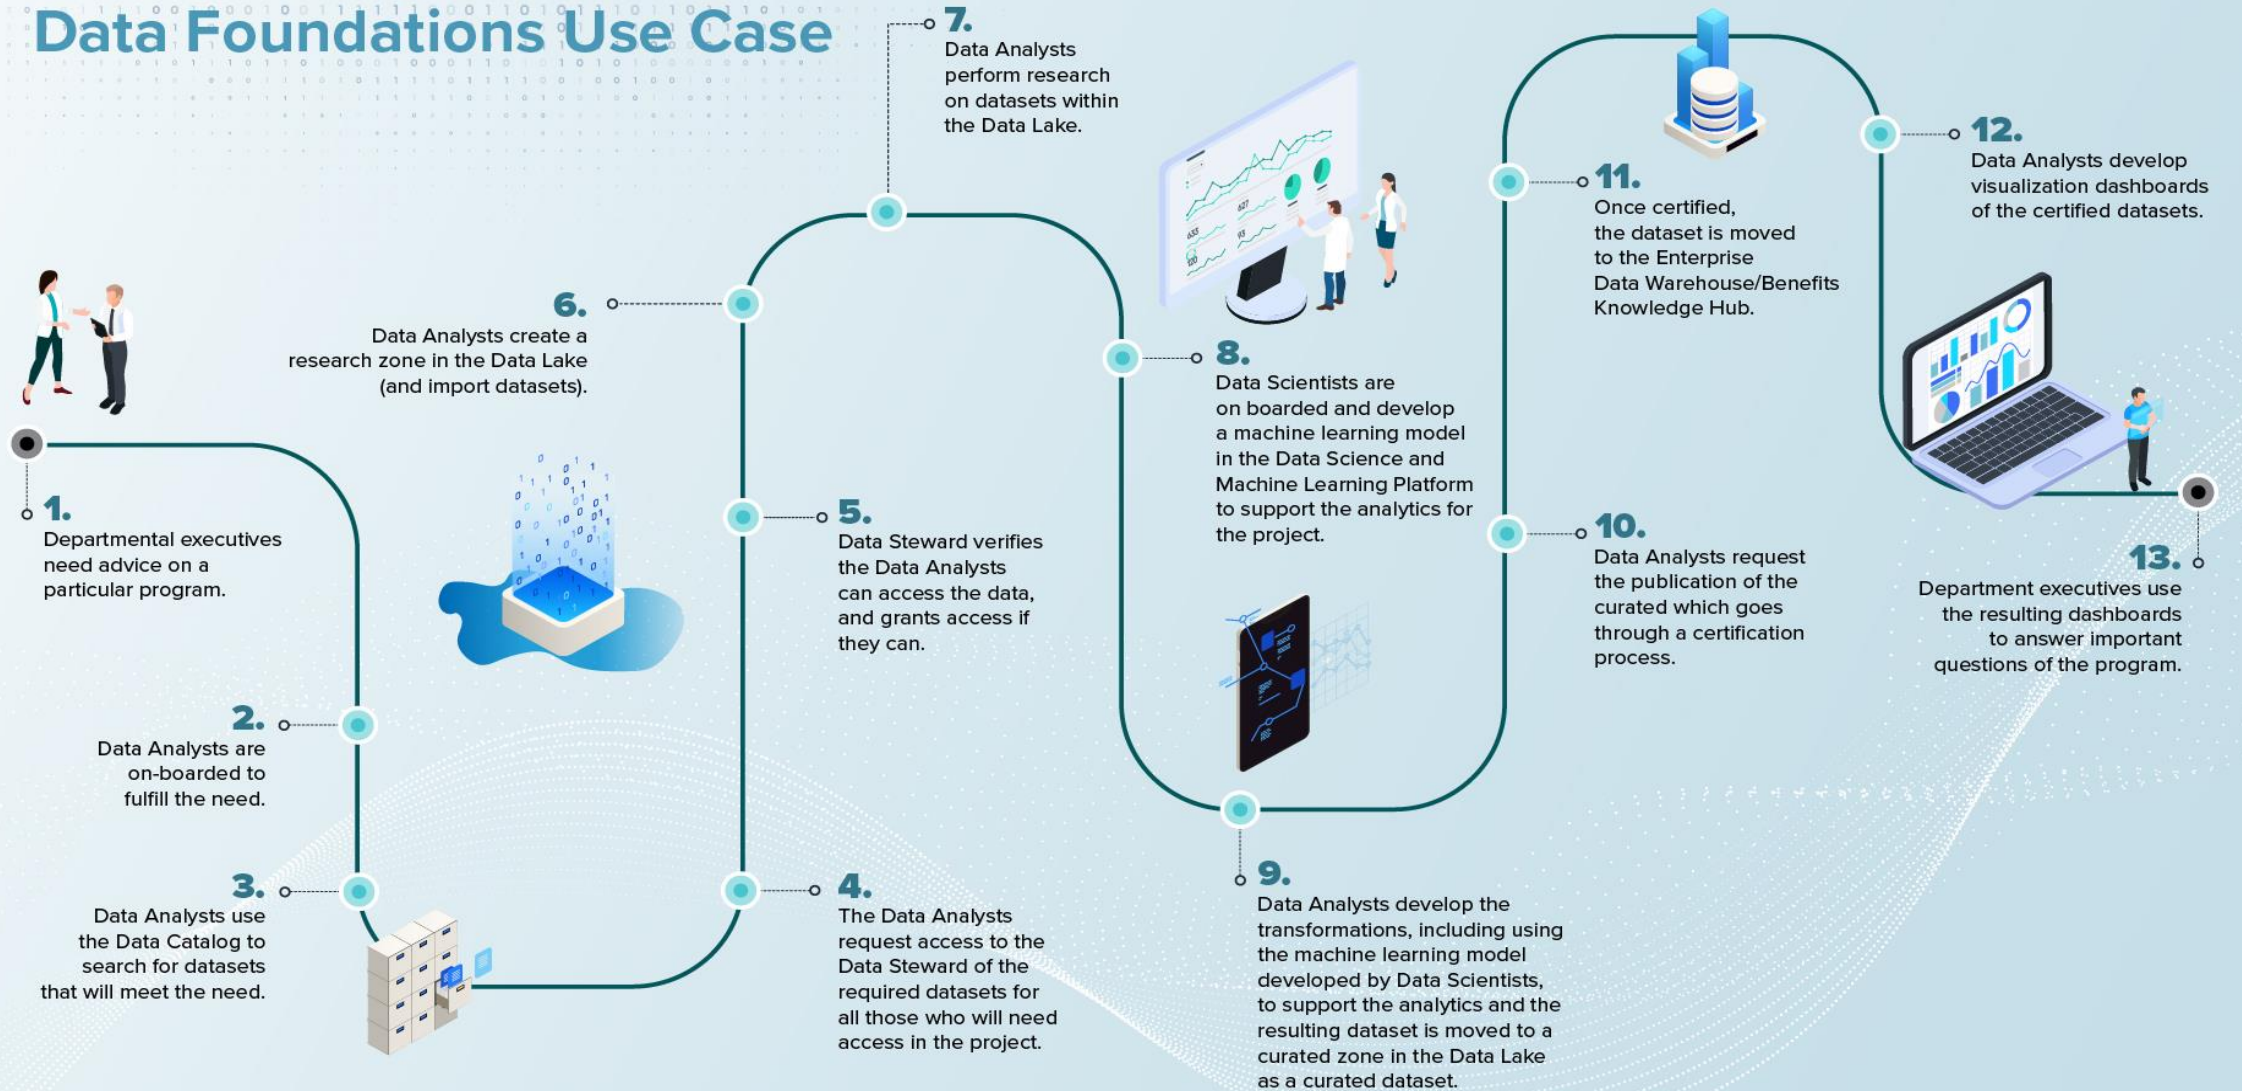 Data Foundations Use Case
1.
Departmental executives
need advice on a
particular program.
2.
Data Analysts are
on-boarded to
fulfill the need.
3.
Data Analysts use
the Data Catalog to
search for datasets
that will meet the need.
4.
The Data Analysts
request access to the
Data Steward of the
required datasets for
all those who will need
access in the project.
5.
Data Steward verifies
the Data Analysts
can access the data,
and grants access if
they can.
6.
Data Analysts create a
research zone in the Data Lake
(and import datasets).
7.
Data Analysts
perform research
on datasets within
the Data Lake.
633
627
93
120
8.
Data Scientists are
on boarded and develop
a machine learning model
in the Data Science and
Machine Learning Platform
to support the analytics for
the project.
9.
Data Analysts develop the
transformations, including using
the machine learning model
developed by Data Scientists,
to support the analytics and the
resulting dataset is moved to a
curated zone in the Data Lake
as a curated dataset.
10.
Data Analysts request
the publication of the
curated which goes
through a certification
process.
11.
Once certified,
the dataset is moved
to the Enterprise
Data Warehouse/Benefits
Knowledge Hub.
12.
Data Analysts develop
visualization dashboards
of the certified datasets.
13.
Department executives use
the resulting dashboards
to answer important
questions of the program.